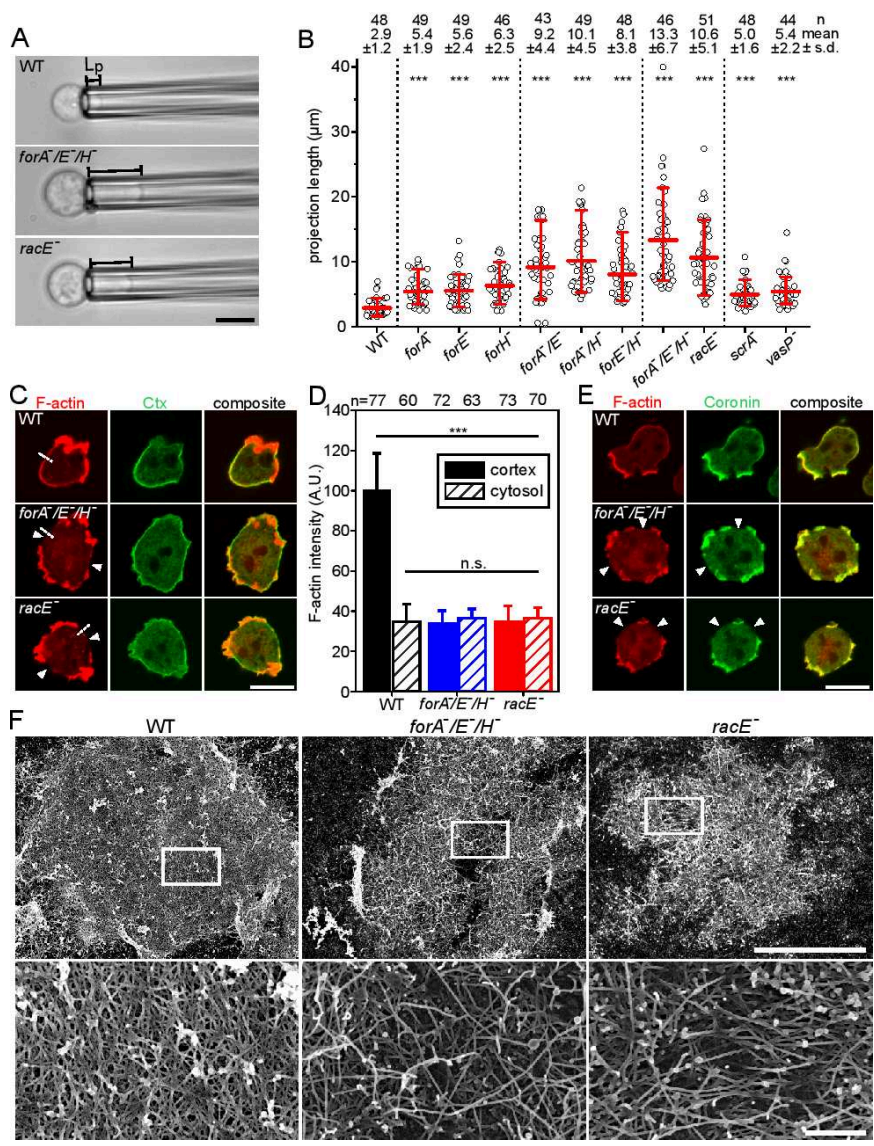 A
WT
Lp
forA⁻/E⁻/H⁻
racE⁻
B
48 49 49 46 43 49 48 46 51 48 44 n
2.9 5.4 5.6 6.3 9.2 10.1 8.1 13.3 10.6 5.0 5.4 mean
±1.2 ±1.9 ±2.4 ±2.5 ±4.4 ±4.5 ±3.8 ±6.7 ±5.1 ±1.6 ±2.2 ± s.d.
*** *** *** *** *** *** *** *** *** ***
projection length (µm)
40
30
20
10
0
WT forA⁻ forE⁻ forH⁻ forA⁻/E⁻ forA⁻/H⁻ forE⁻/H⁻ forA⁻/E⁻/H⁻ racE⁻ scrA⁻ vasP⁻
C
F-actin Ctx composite
WT
forA⁻/E⁻/H⁻
racE⁻
D
n=77 60 72 63 73 70
F-actin intensity (A.U.)
140
120
100
80
60
40
20
0
***
cortex
cytosol
n.s.
WT forA⁻/E⁻/H⁻ racE⁻
E
F-actin Coronin composite
WT
forA⁻/E⁻/H⁻
racE⁻
F
WT forA⁻/E⁻/H⁻ racE⁻